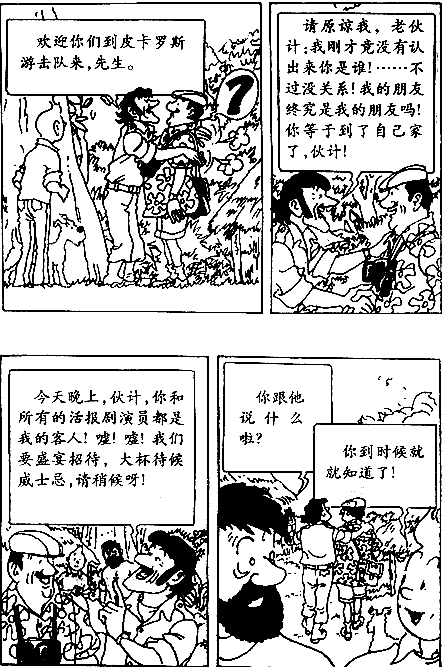 欢迎你们到皮卡罗斯
游击队来,先生。
?
请原谅我,老伙
计:我刚才竟没有认
出来你是谁!……不
过没关系!我的朋友
终究是我的朋友吗!
你等于到了自己家
了,伙计!
今天晚上,伙计,你和
所有的活报剧演员都是
我的客人!嘘!嘘!我们
要盛宴招待,大杯待候
威士忌,请稍候呀!
你跟他
说什么
啦?
你到时候就
就知道了!